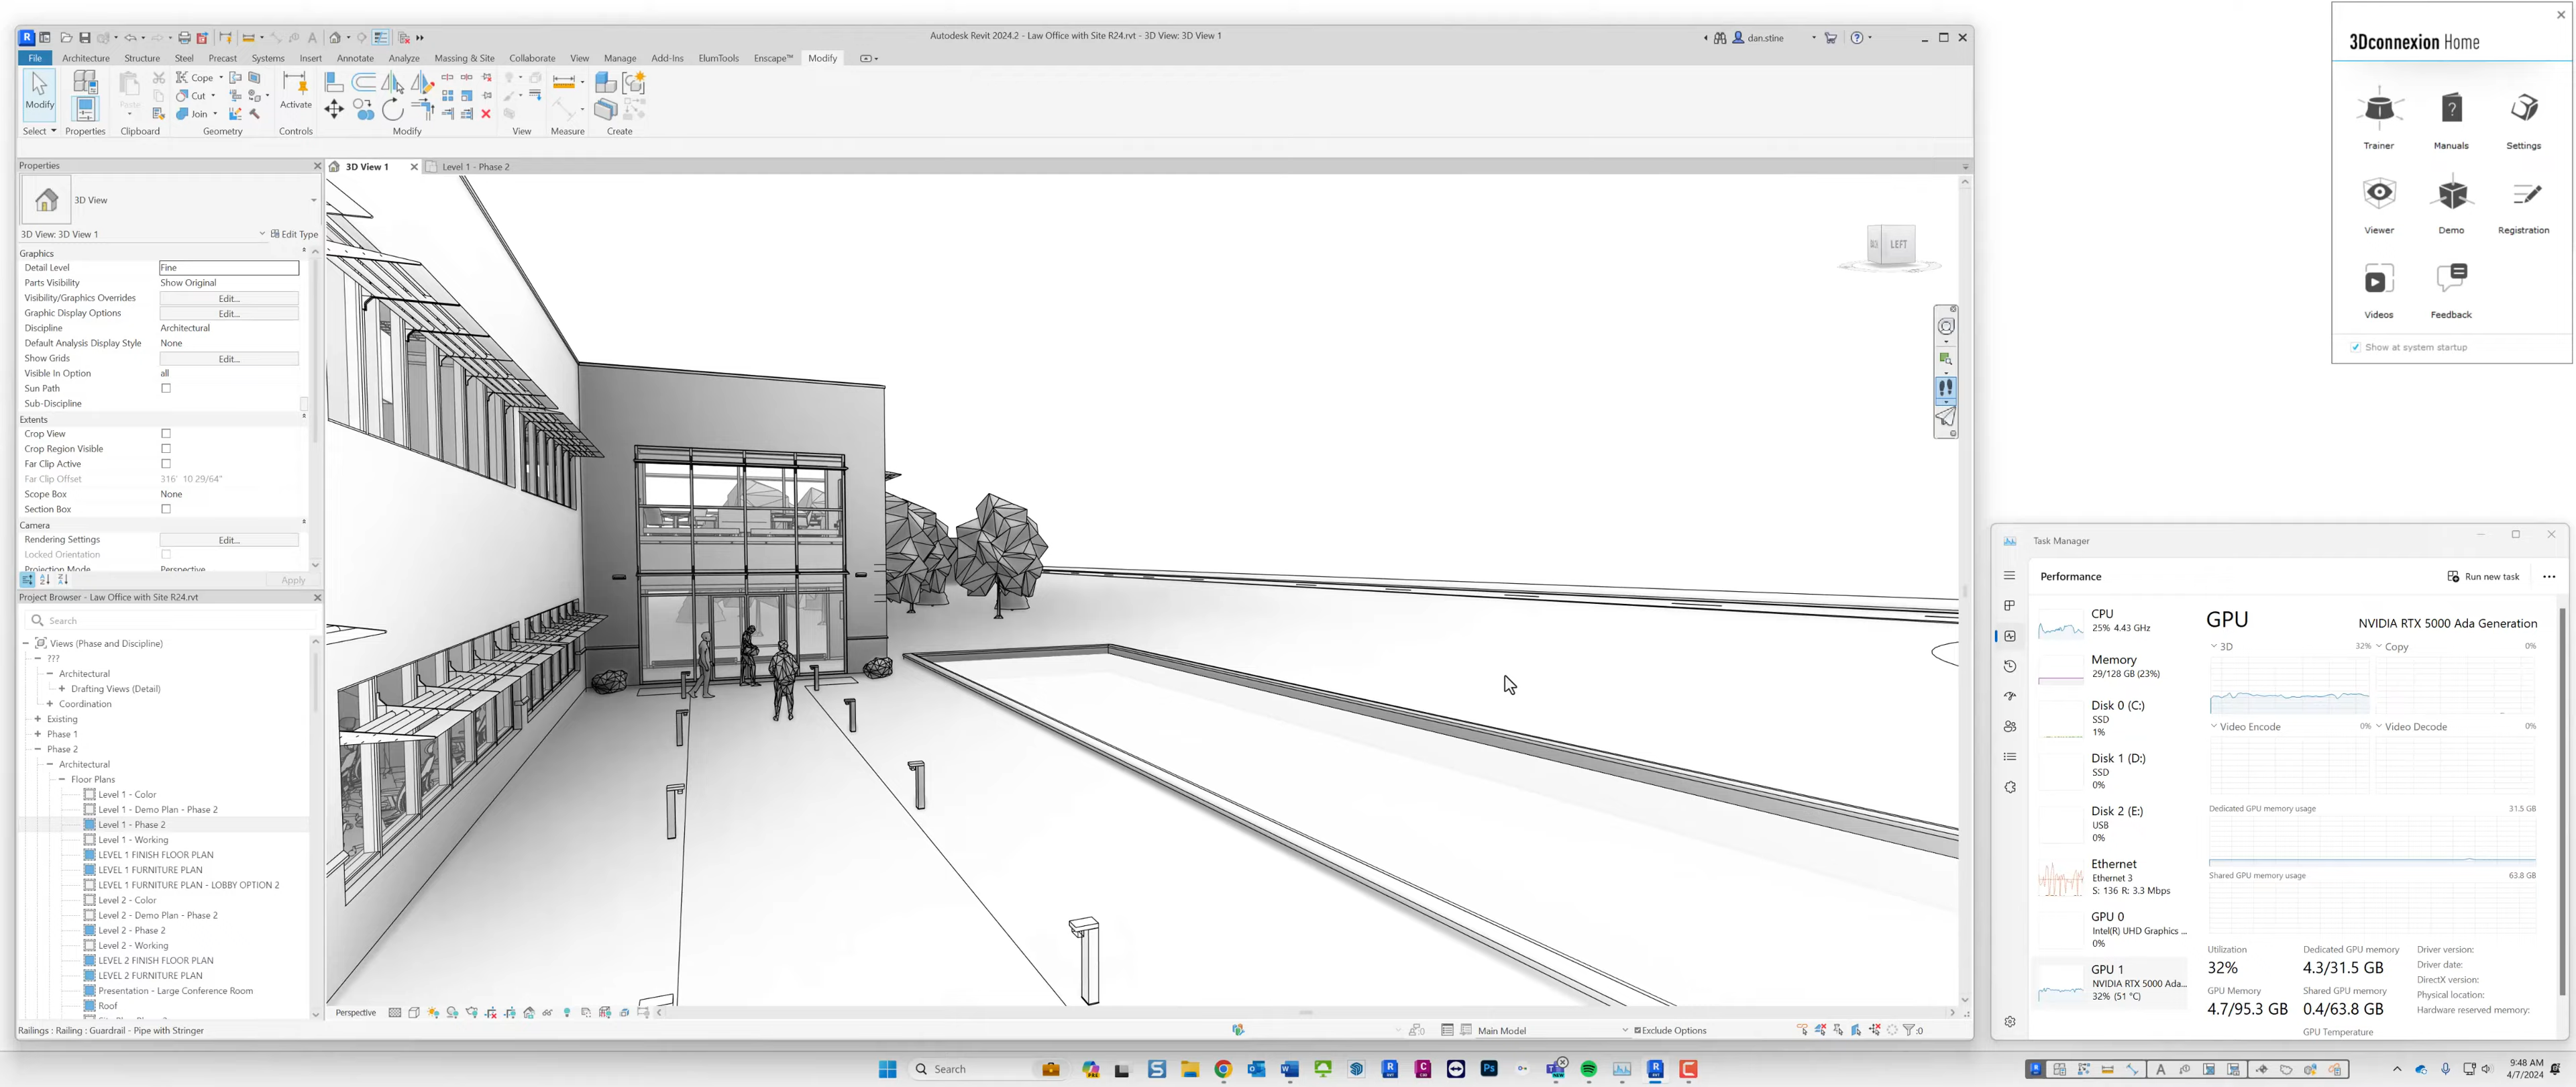 Autodesk Revit 2024.2 - Law Office with Site R24.rvt - 3D View: 3D View 1
dan.stine
File Architecture Structure Steel Precast Systems Insert Annotate Analyze Massing & Site Collaborate View Manage Add-Ins ElumTools Enscape™ Modify
Modify
Paste
Cope
Cut
Join
Activate
Select Properties Clipboard Geometry Controls Modify View Measure Create
Properties
3D View
3D View: 3D View 1 Edit Type
Graphics
Detail Level Fine
Parts Visibility Show Original
Visibility/Graphics Overrides Edit...
Graphic Display Options Edit...
Discipline Architectural
Default Analysis Display Style None
Show Grids Edit...
Visible In Option all
Sun Path
Sub-Discipline
Extents
Crop View
Crop Region Visible
Far Clip Active
Far Clip Offset 316' 10 29/64"
Scope Box None
Section Box
Camera
Rendering Settings Edit...
Locked Orientation
Projection Mode Perspective
Apply
Project Browser - Law Office with Site R24.rvt
Search
Views (Phase and Discipline)
???
Architectural
Drafting Views (Detail)
Coordination
Existing
Phase 1
Phase 2
Architectural
Floor Plans
Level 1 - Color
Level 1 - Demo Plan - Phase 2
Level 1 - Phase 2
Level 1 - Working
LEVEL 1 FINISH FLOOR PLAN
LEVEL 1 FURNITURE PLAN
LEVEL 1 FURNITURE PLAN - LOBBY OPTION 2
Level 2 - Color
Level 2 - Demo Plan - Phase 2
Level 2 - Phase 2
Level 2 - Working
LEVEL 2 FINISH FLOOR PLAN
LEVEL 2 FURNITURE PLAN
Presentation - Large Conference Room
Roof
Railings : Railing : Guardrail - Pipe with Stringer
3D View 1 Level 1 - Phase 2
LEFT
Perspective
:0 Main Model Exclude Options :0
3Dconnexion Home
Trainer Manuals Settings
Viewer Demo Registration
Videos Feedback
Show at system startup
Task Manager
Performance Run new task
CPU
25% 4.43 GHz
Memory
29/128 GB (23%)
Disk 0 (C:)
SSD
1%
Disk 1 (D:)
SSD
0%
Disk 2 (E:)
USB
0%
Ethernet
Ethernet 3
S: 136 R: 3.3 Mbps
GPU 0
Intel(R) UHD Graphics ...
0%
GPU 1
NVIDIA RTX 5000 Ada...
32% (51 °C)
GPU NVIDIA RTX 5000 Ada Generation
3D 32% Copy 0%
Video Encode 0% Video Decode 0%
Dedicated GPU memory usage 31.5 GB
Shared GPU memory usage 63.8 GB
Utilization
32%
Dedicated GPU memory
4.3/31.5 GB
GPU Memory
4.7/95.3 GB
Shared GPU memory
0.4/63.8 GB
GPU Temperature
Driver version:
Driver date:
DirectX version:
Physical location:
Hardware reserved memory:
Search
9:48 AM
4/7/2024